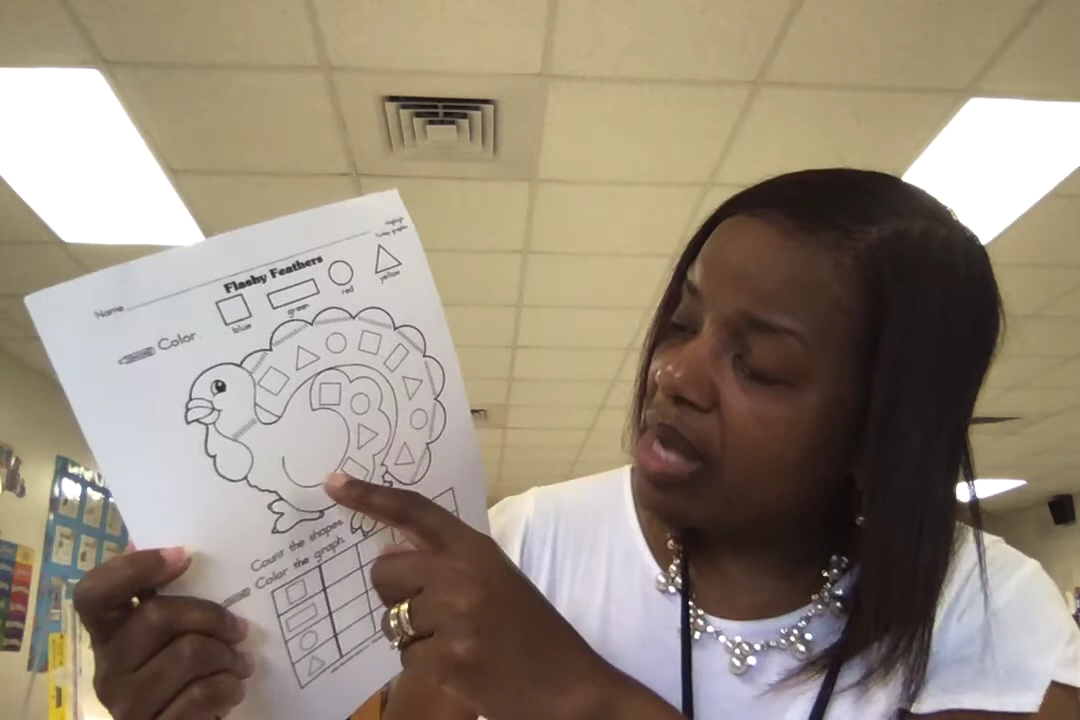 Name
Flashy Feathers
blue
green
red
yellow
Color
Count the shapes.
Color the graph.